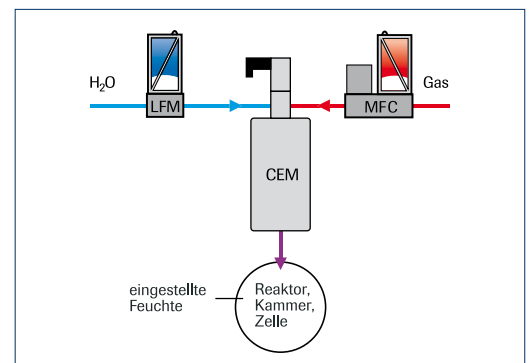 H₂O
LFM
MFC
Gas
CEM
eingestellte
Feuchte
Reaktor,
Kammer,
Zelle